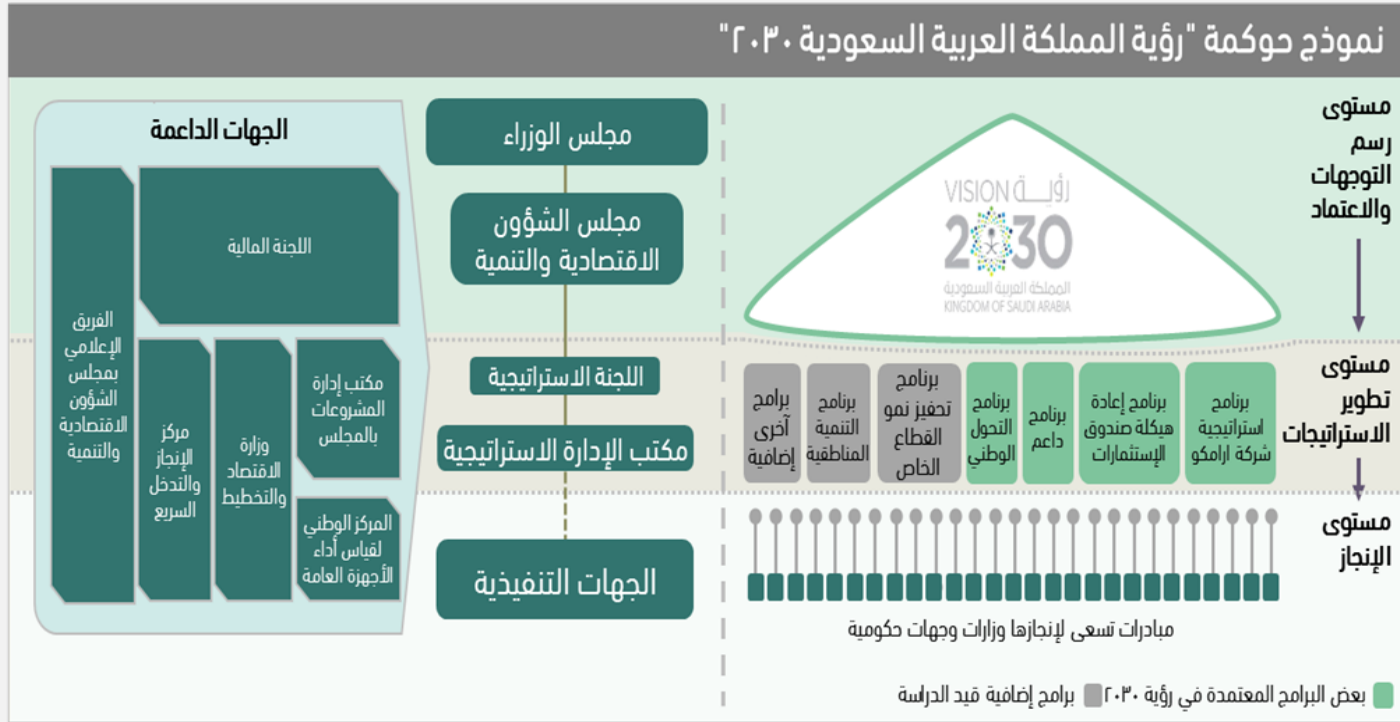 نموذج حوكمة "رؤية المملكة العربية السعودية ٢٠٣٠"
مستوى
رسم
التوجهات
والاعتماد
رؤيـــة VISION
2030
المملكة العربية السعودية
KINGDOM OF SAUDI ARABIA
مجلس الوزراء
مجلس الشؤون
الاقتصادية والتنمية
الجهات الداعمة
اللجنة المالية
الفريق
الإعلامي
بمجلس
الشؤون
الاقتصادية
والتنمية
مكتب إدارة
المشروعات
بالمجلس
وزارة
الاقتصاد
والتخطيط
مركز
الإنجاز
والتدخل
السريع
المركز الوطني
لقياس أداء
الأجهزة العامة
مستوى
تطوير
الاستراتيجات
برنامج
استراتيجية
شركة ارامكو
برنامج إعادة
هيكلة صندوق
الإستثمارات
برنامج
داعم
برنامج
التحول
الوطني
برنامج
تحفيز نمو
القطاع
الخاص
برنامج
التنمية
المناطقية
برامج
آخرى
إضافية
اللجنة الاستراتيجية
مكتب الإدارة الاستراتيجية
مستوى
الإنجاز
مبادرات تسعى لإنجازها وزارات وجهات حكومية
الجهات التنفيذية
بعض البرامج المعتمدة في رؤية ٢٠٣٠
برامج إضافية قيد الدراسة